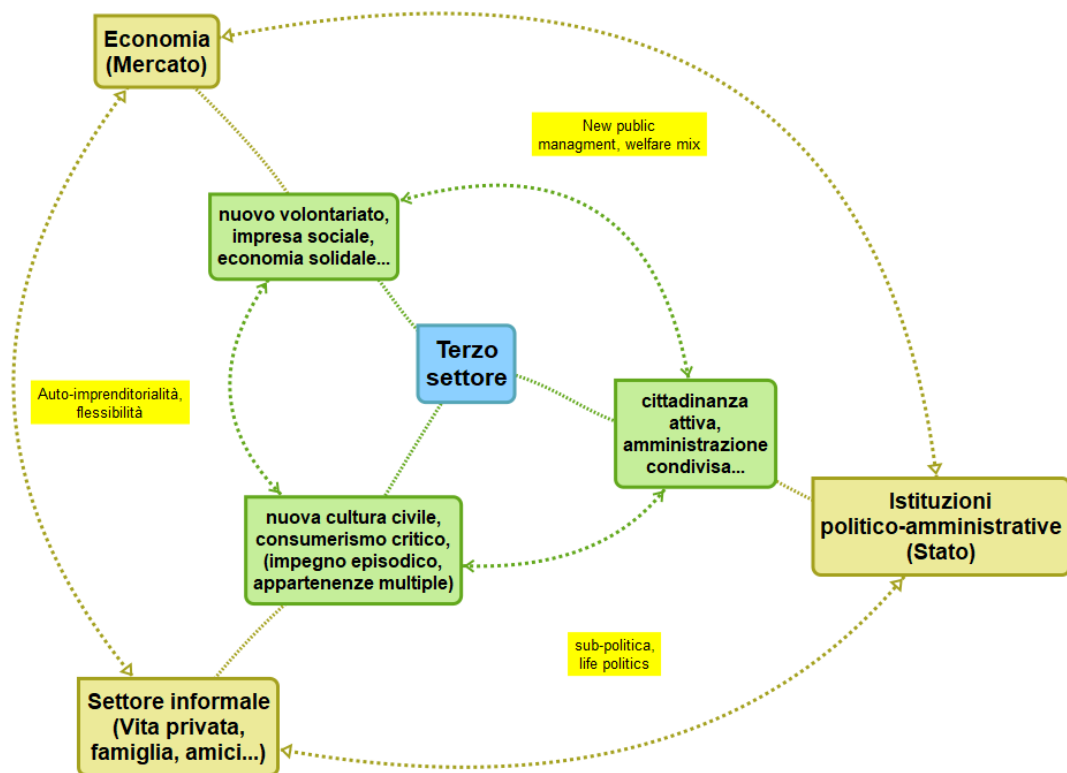 Economia
(Mercato)
New public
managment, welfare mix
nuovo volontariato,
impresa sociale,
economia solidale...
Terzo
settore
Auto-imprenditorialità,
flessibilità
cittadinanza
attiva,
amministrazione
condivisa...
Istituzioni
politico-amministrative
(Stato)
nuova cultura civile,
consumerismo critico,
(impegno episodico,
appartenenze multiple)
sub-politica,
life politics
Settore informale
(Vita privata,
famiglia, amici...)